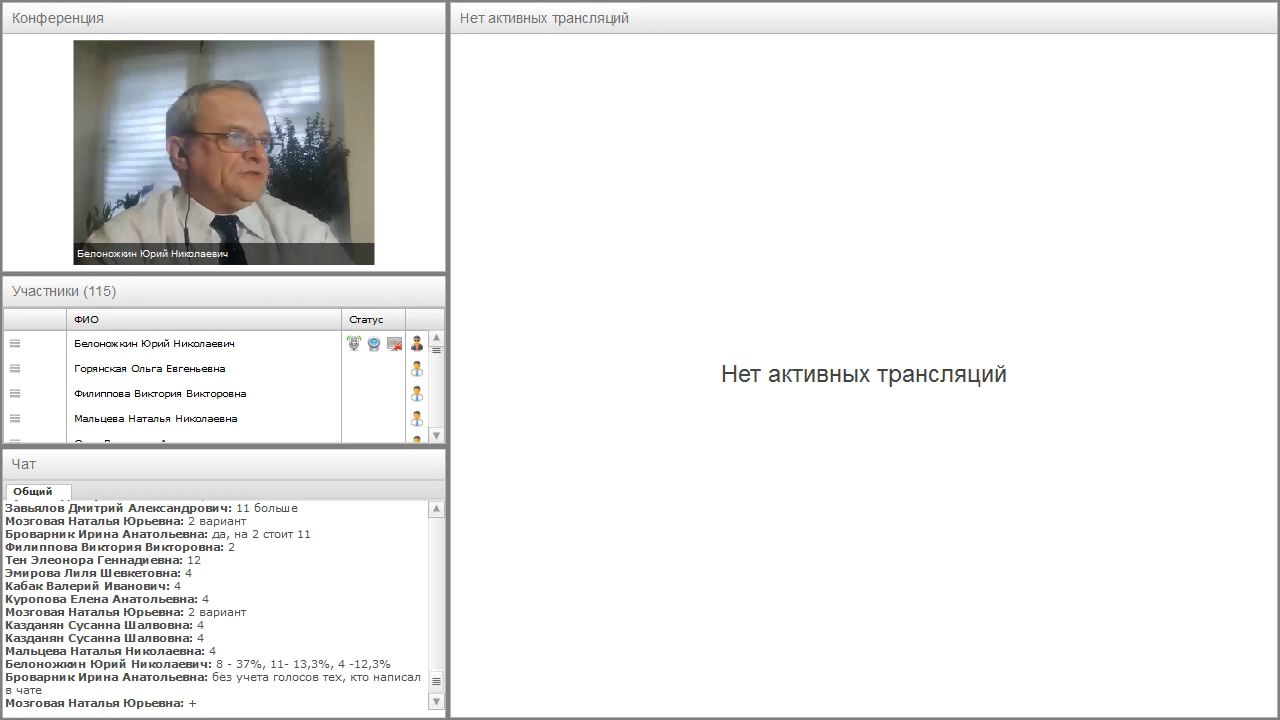 Конференция
Нет активных трансляций
Белоножкин Юрий Николаевич
Участники (115)
ФИО
Статус
Белоножкин Юрий Николаевич
Горянская Ольга Евгеньевна
Филиппова Виктория Викторовна
Мальцева Наталья Николаевна
Нет активных трансляций
Чат
Общий
Завьялов Дмитрий Александрович: 11 больше
Мозговая Наталья Юрьевна: 2 вариант
Броварник Ирина Анатольевна: да, на 2 стоит 11
Филиппова Виктория Викторовна: 2
Тен Элеонора Геннадиевна: 12
Эмирова Лиля Шевкетовна: 4
Кабак Валерий Иванович: 4
Куропова Елена Анатольевна: 4
Мозговая Наталья Юрьевна: 2 вариант
Казданян Сусанна Шалвовна: 4
Казданян Сусанна Шалвовна: 4
Мальцева Наталья Николаевна: 4
Белоножкин Юрий Николаевич: 8 - 37%, 11- 13,3%, 4 -12,3%
Броварник Ирина Анатольевна: без учета голосов тех, кто написал
в чате
Мозговая Наталья Юрьевна: +